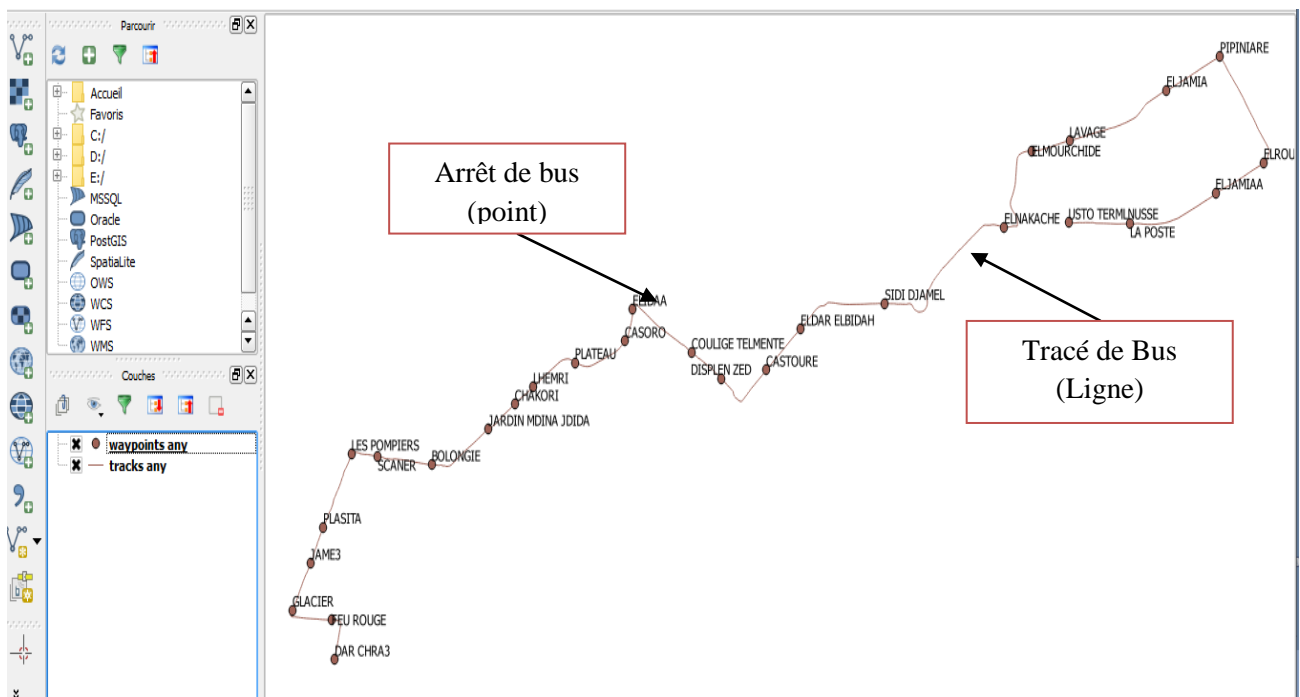 Parcourir
Accueil
Favoris
C:/
D:/
E:/
MSSQL
Oracle
PostGIS
SpatiaLite
OWS
WCS
WFS
WMS
Couches
waypoints any
tracks any
Arrêt de bus
(point)
Tracé de Bus
(Ligne)
PIPINIARE
ELJAMIA
LAVAGE
ELMOURCHIDE
ELROU
ELJAMIAA
ELNAKACHE
USTO TERMLNUSSE
LA POSTE
SIDI DJAMEL
ELDAR ELBIDAH
CASORO
COULIGE TELMENTE
PLATEAU
DISPLEN ZED
CASTOURE
LHEMRI
CHAKORI
JARDIN MDINA JDIDA
LES POMPIERS
SCANER
BOLONGIE
PLASITA
JAME3
GLACIER
FEU ROUGE
DAR CHRA3